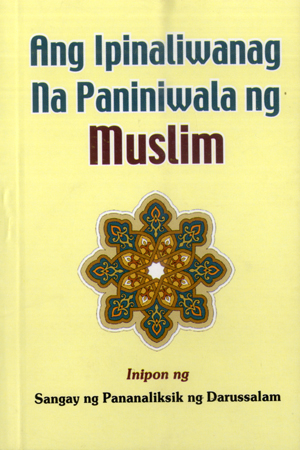 Ang Ipinaliwanag
Na Paniniwala ng
Muslim
Inipon ng
Sangay ng Pananaliksik ng Darussalam